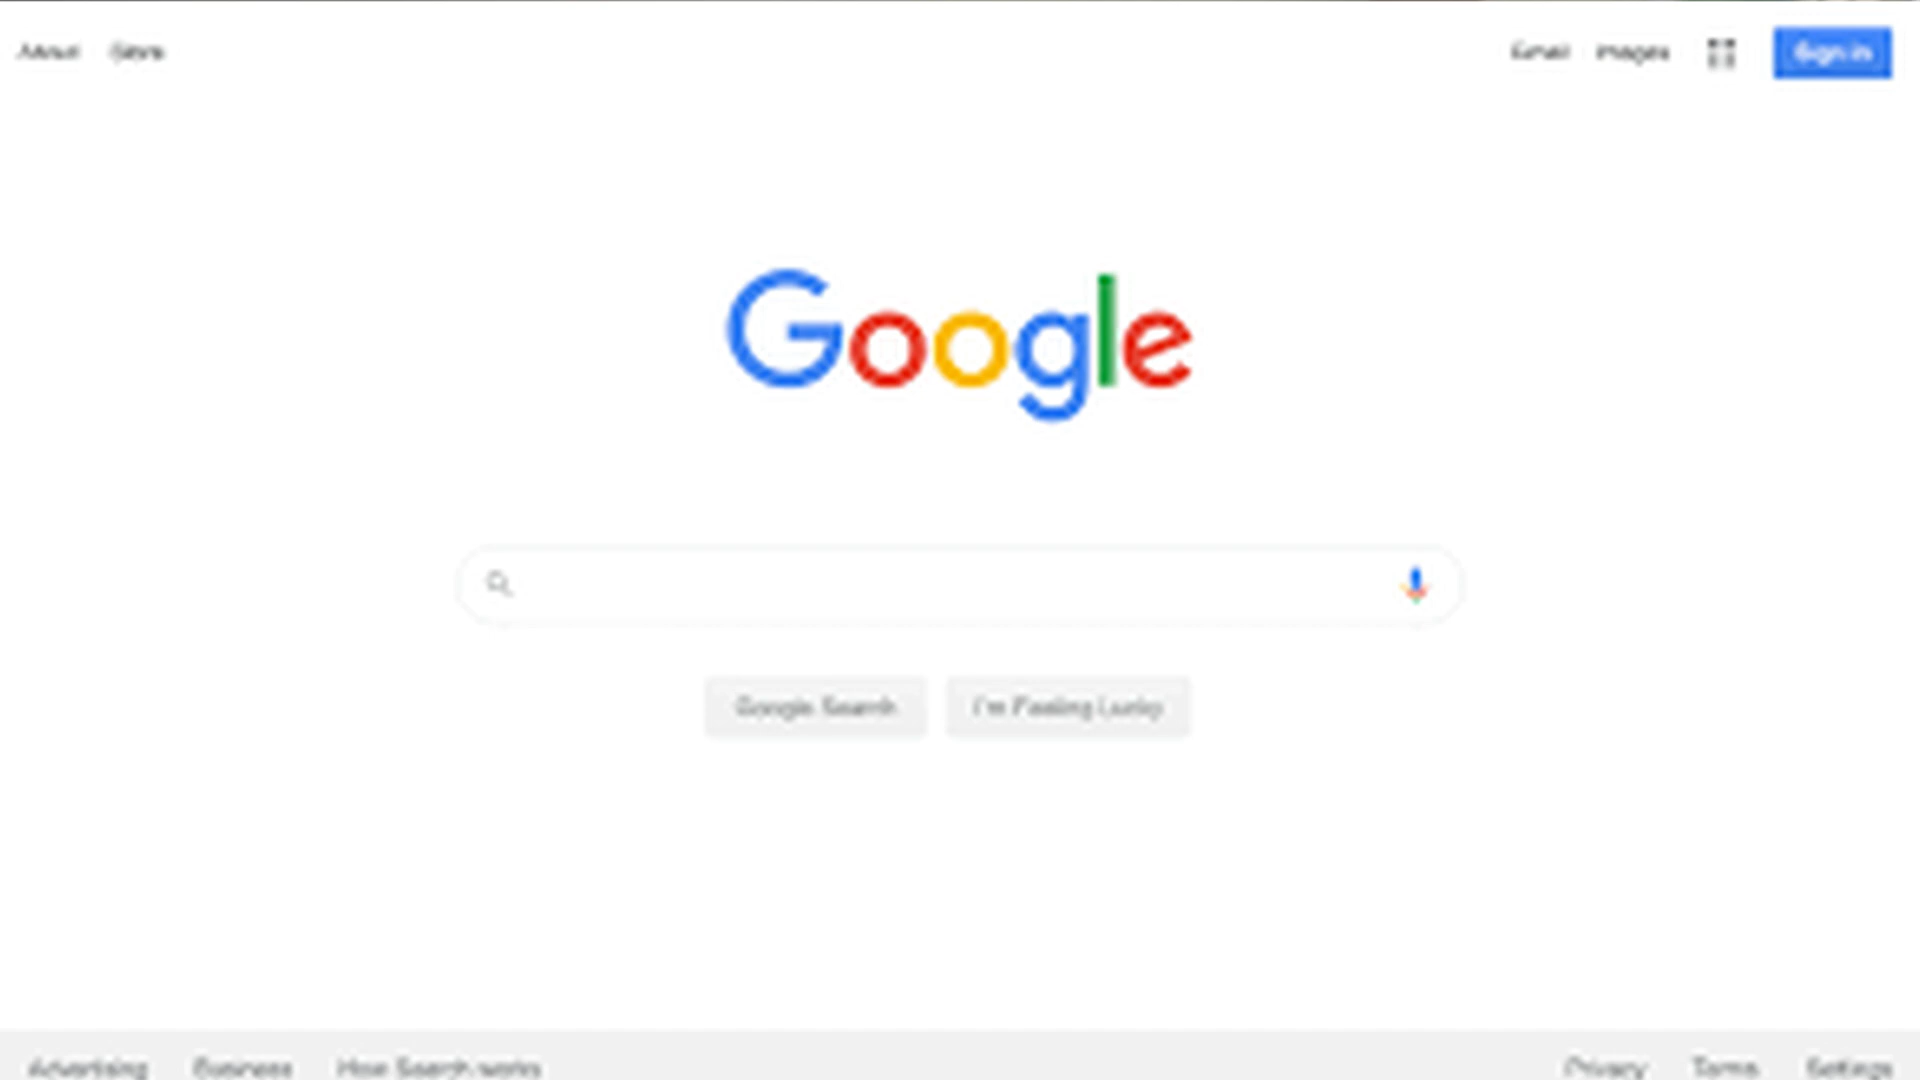 About Store
Gmail Images Sign in
Google
Google Search I'm Feeling Lucky
Advertising Business How Search works
Privacy Terms Settings